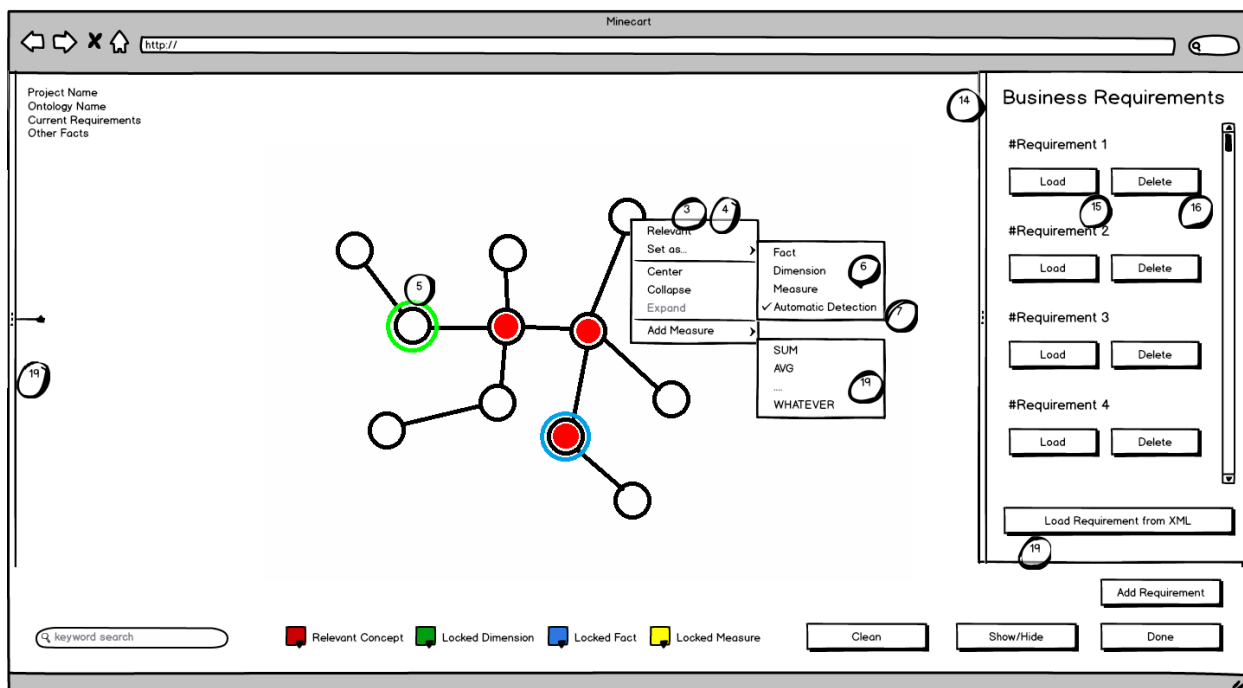 Minecart
http://
Project Name
Ontology Name
Current Requirements
Other Facts
14
Business Requirements
#Requirement 1
Load
Delete
15
16
#Requirement 2
Load
Delete
#Requirement 3
Load
Delete
#Requirement 4
Load
Delete
Load Requirement from XML
19
3
4
Relevant
Set as...
Center
Collapse
Expand
Add Measure
Fact
Dimension
6
Measure
Automatic Detection
7
SUM
AVG
....
19
WHATEVER
5
19
Add Requirement
keyword search
Relevant Concept
Locked Dimension
Locked Fact
Locked Measure
Clean
Show/Hide
Done